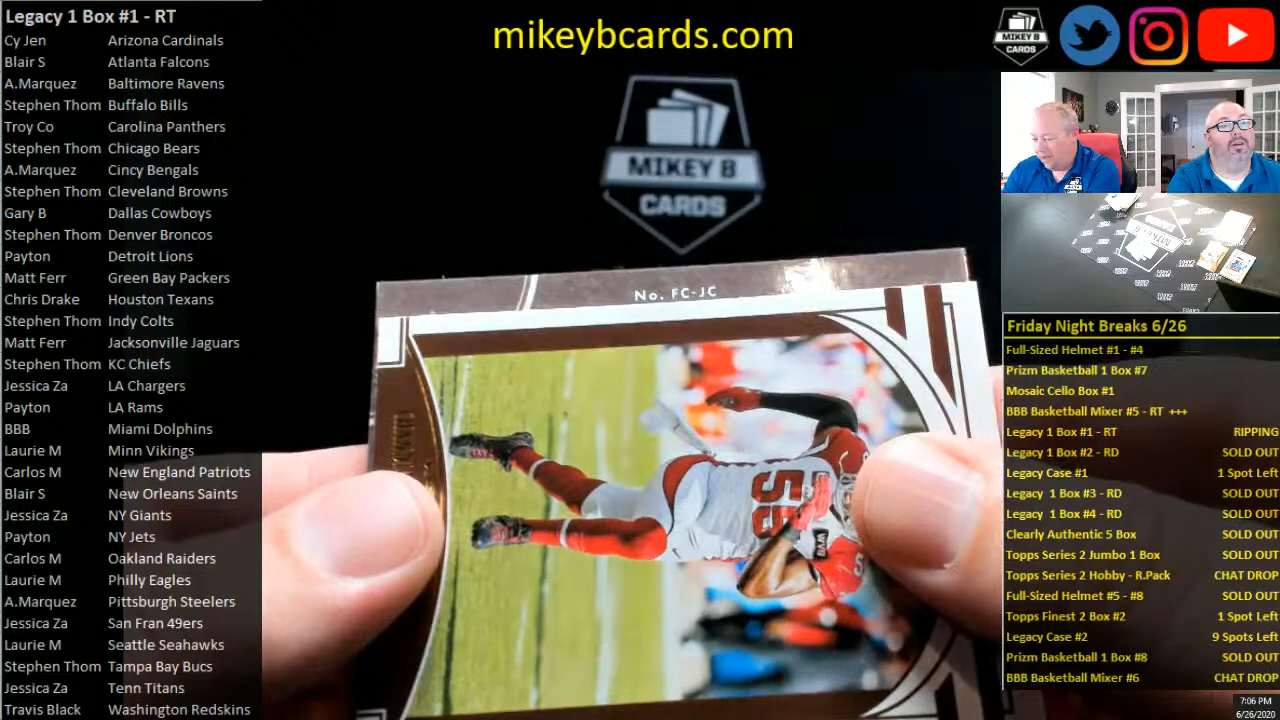 Legacy 1 Box #1 - RT
Cy Jen Arizona Cardinals
Blair S Atlanta Falcons
A.Marquez Baltimore Ravens
Stephen Thom Buffalo Bills
Troy Co Carolina Panthers
Stephen Thom Chicago Bears
A.Marquez Cincy Bengals
Stephen Thom Cleveland Browns
Gary B Dallas Cowboys
Stephen Thom Denver Broncos
Payton Detroit Lions
Matt Ferr Green Bay Packers
Chris Drake Houston Texans
Stephen Thom Indy Colts
Matt Ferr Jacksonville Jaguars
Stephen Thom KC Chiefs
Jessica Za LA Chargers
Payton LA Rams
BBB Miami Dolphins
Laurie M Minn Vikings
Carlos M New England Patriots
Blair S New Orleans Saints
Jessica Za NY Giants
Payton NY Jets
Carlos M Oakland Raiders
Laurie M Philly Eagles
A.Marquez Pittsburgh Steelers
Jessica Za San Fran 49ers
Laurie M Seattle Seahawks
Stephen Thom Tampa Bay Bucs
Jessica Za Tenn Titans
Travis Black Washington Redskins
mikeybcards.com
MIKEY B
CARDS
No. FC-JC
59
MIKEY B
CARDS
Friday Night Breaks 6/26
Full-Sized Helmet #1 - #4
Prizm Basketball 1 Box #7
Mosaic Cello Box #1
BBB Basketball Mixer #5 - RT +++
Legacy 1 Box #1 - RT RIPPING
Legacy 1 Box #2 - RD SOLD OUT
Legacy Case #1 1 Spot Left
Legacy 1 Box #3 - RD SOLD OUT
Legacy 1 Box #4 - RD SOLD OUT
Clearly Authentic 5 Box SOLD OUT
Topps Series 2 Jumbo 1 Box SOLD OUT
Topps Series 2 Hobby - R.Pack CHAT DROP
Full-Sized Helmet #5 - #8 SOLD OUT
Topps Finest 2 Box #2 1 Spot Left
Legacy Case #2 9 Spots Left
Prizm Basketball 1 Box #8 SOLD OUT
BBB Basketball Mixer #6 CHAT DROP
7:06 PM
6/26/2020